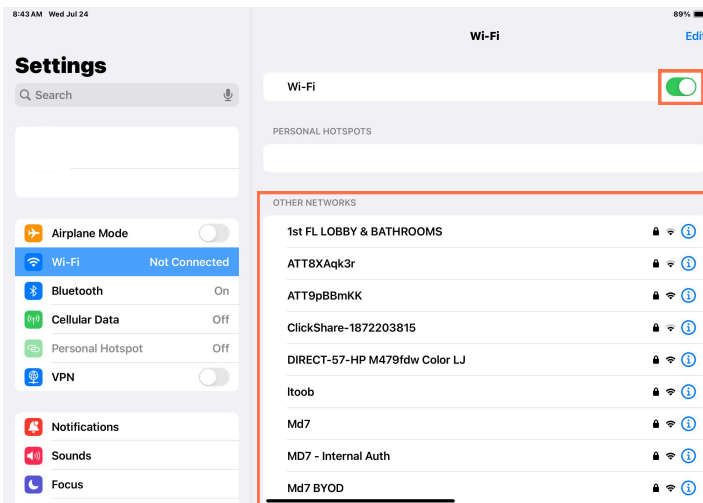 8:43 AM Wed Jul 24
89%
Settings
Search
Airplane Mode
Wi-Fi Not Connected
Bluetooth On
Cellular Data Off
Personal Hotspot Off
VPN
Notifications
Sounds
Focus
Wi-Fi
Edit
Wi-Fi
PERSONAL HOTSPOTS
OTHER NETWORKS
1st FL LOBBY & BATHROOMS
ATT8XAqk3r
ATT9pBBmKK
ClickShare-1872203815
DIRECT-57-HP M479fdw Color LJ
Itoob
Md7
MD7 - Internal Auth
Md7 BYOD